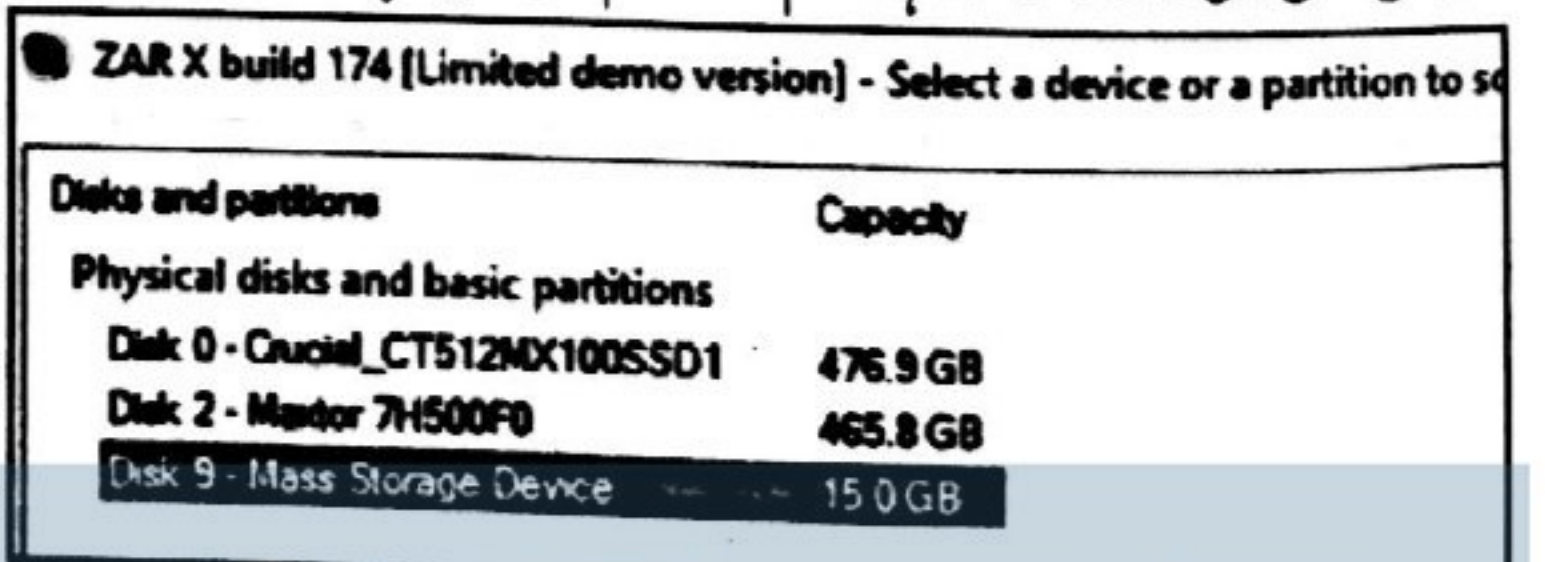 ZAR X build 174 [Limited demo version] - Select a device or a partition to sc
Disks and partitions Capacity
Physical disks and basic partitions
Disk 0 - Crucial_CT512MX100SSD1 476.9 GB
Disk 2 - Maxtor 7H500F0 465.8 GB
Disk 9 - Mass Storage Device 15.0 GB